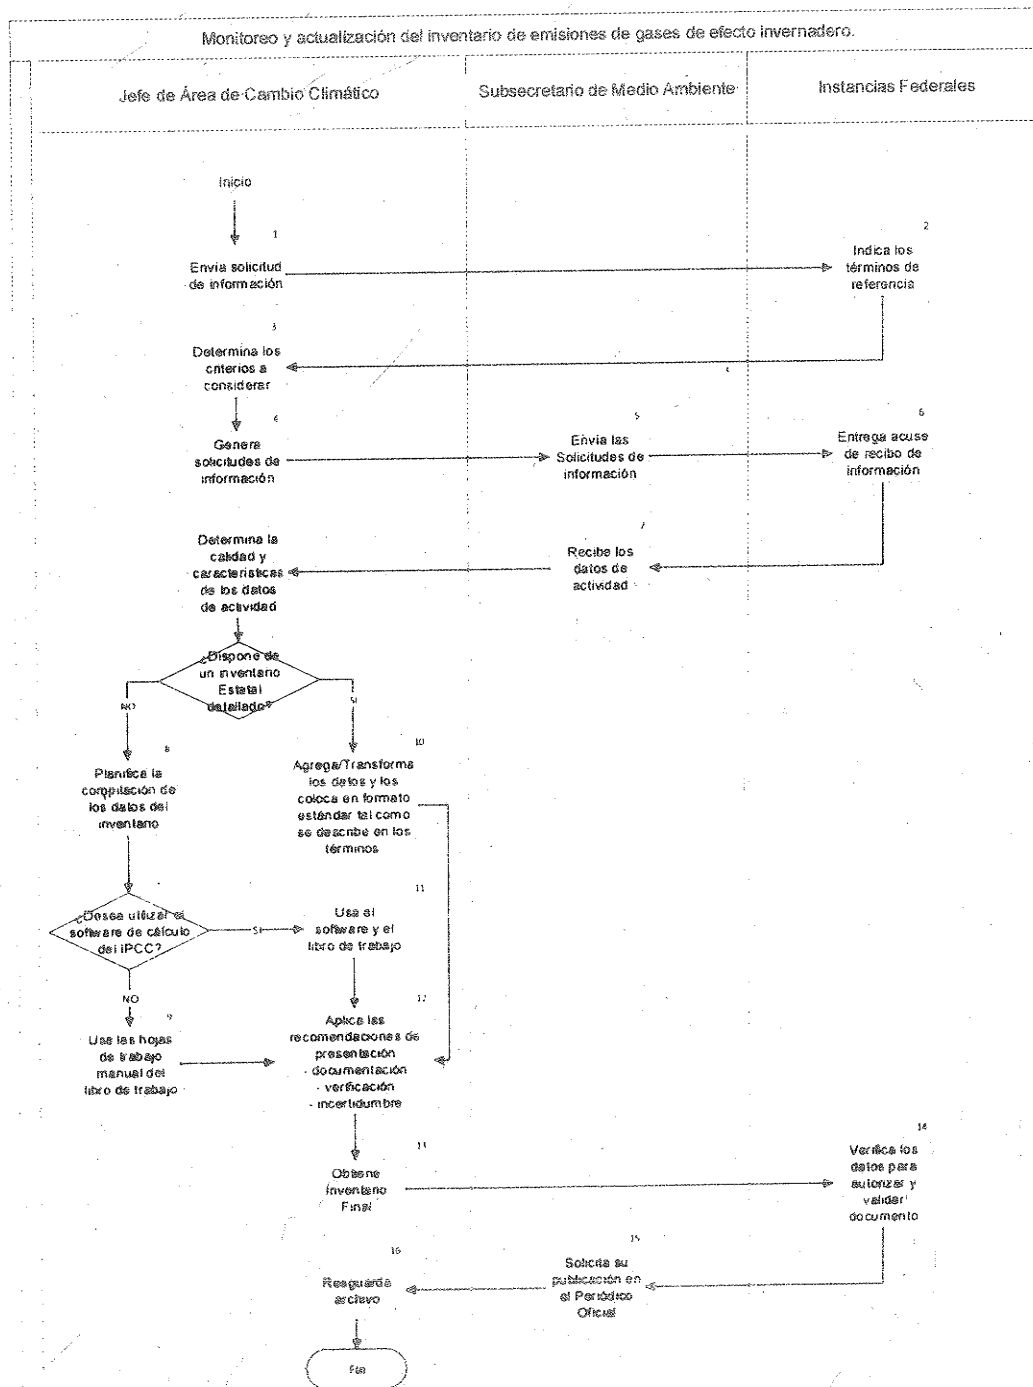 Monitoreo y actualización del inventario de emisiones de gases de efecto invernadero.
Jefe de Área de Cambio Climático
Subsecretario de Medio Ambiente
Instancias Federales
Inicio
1
Envia solicitud
de información
2
Indica los
términos de
referencia
3
Determina los
criterios a
considerar
4
Genera
solicitudes de
información
5
Envia las
Solicitudes de
información
6
Entrega acuse
de recibo de
información
7
Recibe los
datos de
actividad
Determina la
calidad y
características
de los datos
de actividad
¿Dispone de
un inventario
Estatal
detallado?
NO
SI
8
Planifica la
compilación de
los datos del
inventario
10
Agrega/Transforma
los datos y los
coloca en formato
estándar tal como
se describe en los
términos
¿Desea utilizar el
software de cálculo
del IPCC?
SI
11
Usa el
software y el
libro de trabajo
NO
9
Usa las hojas
de trabajo
manual del
libro de trabajo
12
Aplica las
recomendaciones de
presentación
- documentación
- verificación
- incertidumbre
13
Obtiene
Inventario
Final
14
Verifica los
datos para
autorizar y
validar
documento
15
Solicita su
publicación en
el Periódico
Oficial
16
Resguarda
archivo
Fin